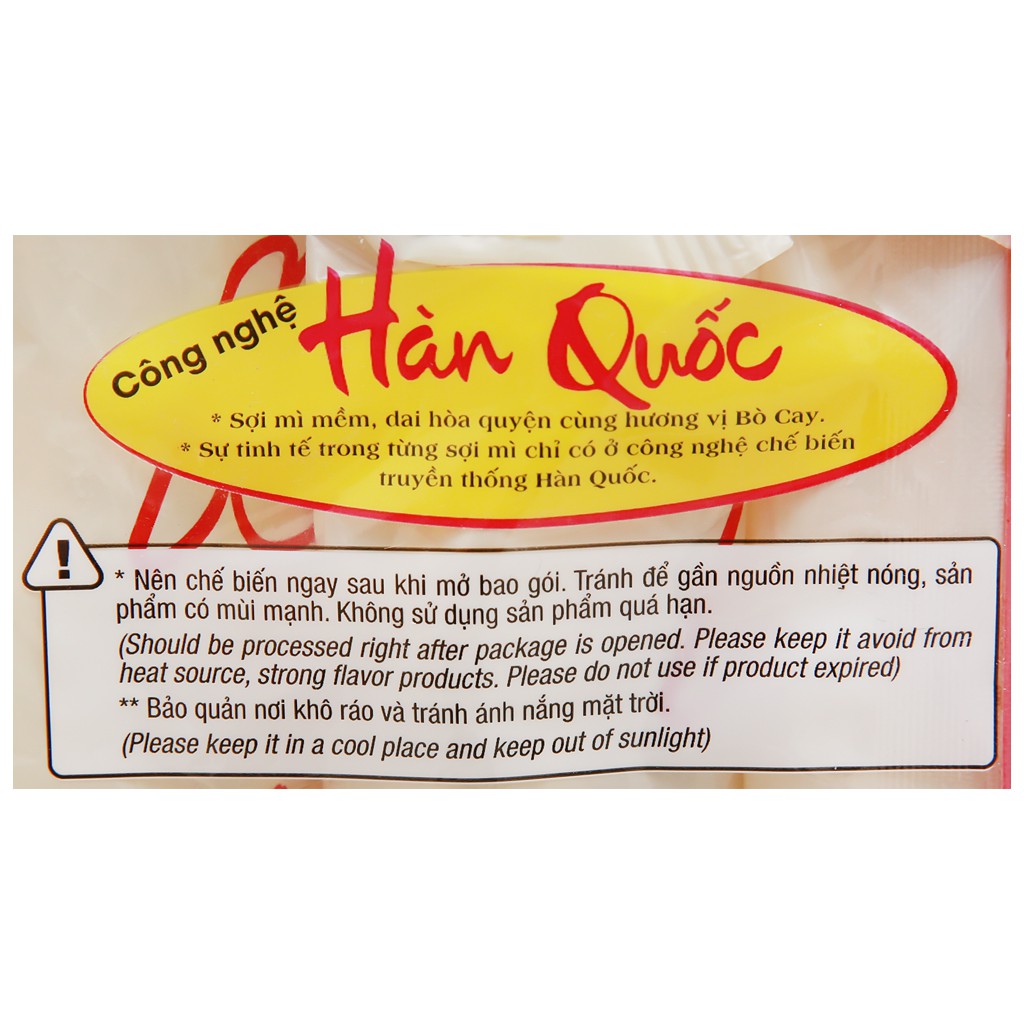 Công nghệ Hàn Quốc
* Sợi mì mềm, dai hòa quyện cùng hương vị Bò Cay.
* Sự tinh tế trong từng sợi mì chỉ có ở công nghệ chế biến
truyền thống Hàn Quốc.
!
* Nên chế biến ngay sau khi mở bao gói. Tránh để gần nguồn nhiệt nóng, sản
phẩm có mùi mạnh. Không sử dụng sản phẩm quá hạn.
(Should be processed right after package is opened. Please keep it avoid from
heat source, strong flavor products. Please do not use if product expired)
** Bảo quản nơi khô ráo và tránh ánh nắng mặt trời.
(Please keep it in a cool place and keep out of sunlight)